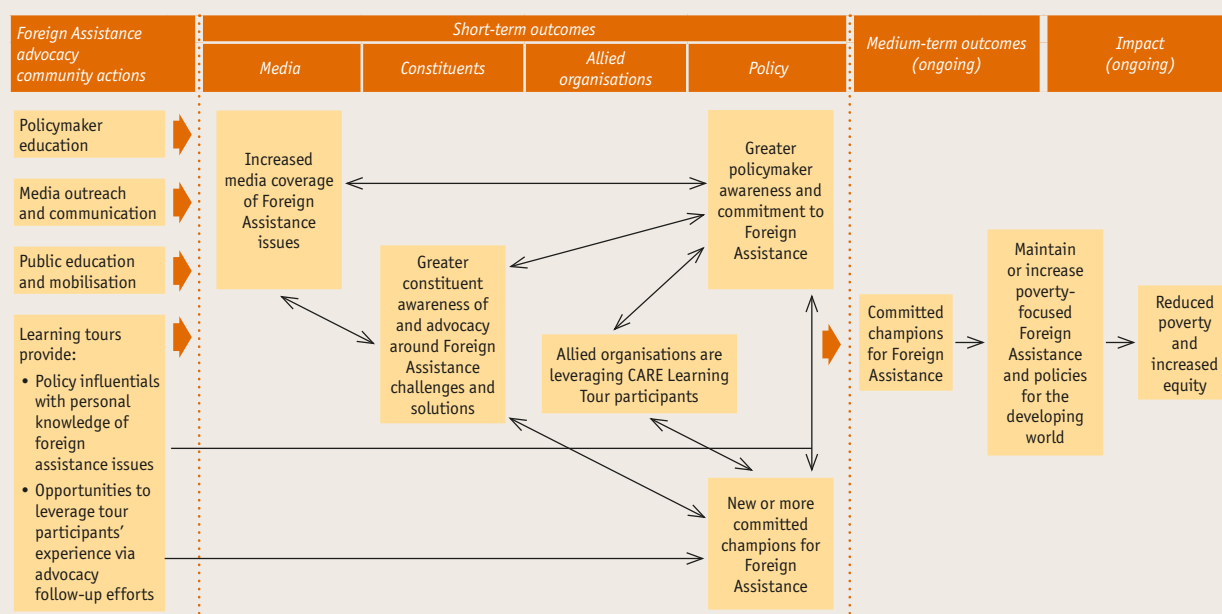 Foreign Assistance
advocacy
community actions
Short-term outcomes
Media
Constituents
Allied
organisations
Policy
Medium-term outcomes
(ongoing)
Impact
(ongoing)
Policymaker
education
Media outreach
and communication
Public education
and mobilisation
Learning tours
provide:
• Policy influentials
with personal
knowledge of
foreign
assistance issues
• Opportunities to
leverage tour
participants’
experience via
advocacy
follow-up efforts
Increased
media coverage
of Foreign
Assistance
issues
Greater
constituent
awareness of
and advocacy
around Foreign
Assistance
challenges and
solutions
Allied organisations are
leveraging CARE Learning
Tour participants
Greater
policymaker
awareness and
commitment to
Foreign
Assistance
New or more
committed
champions for
Foreign
Assistance
Committed
champions
for Foreign
Assistance
Maintain
or increase
poverty-
focused
Foreign
Assistance
and policies
for the
developing
world
Reduced
poverty
and
increased
equity